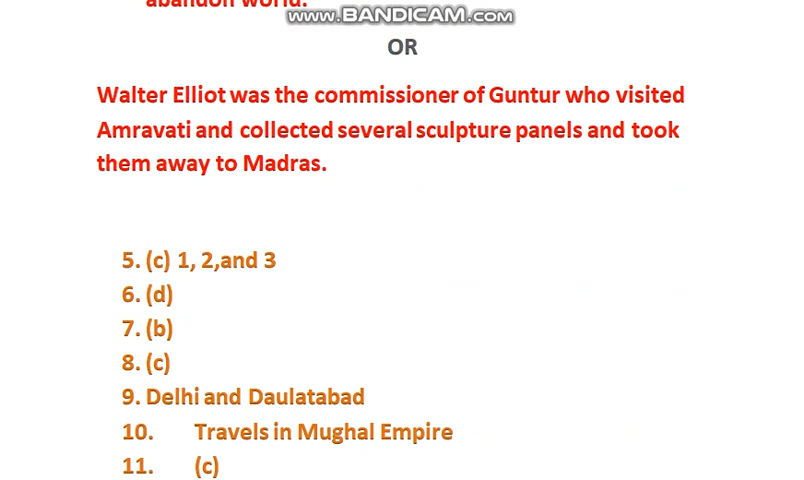 abandon world.
www.BANDICAM.com
OR
Walter Elliot was the commissioner of Guntur who visited
Amravati and collected several sculpture panels and took
them away to Madras.
5. (c) 1, 2,and 3
6. (d)
7. (b)
8. (c)
9. Delhi and Daulatabad
10. Travels in Mughal Empire
11. (c)